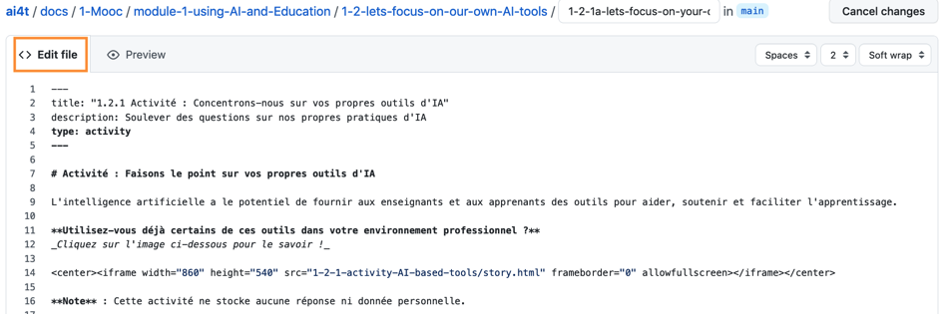 ai4t / docs / 1-Mooc / module-1-using-AI-and-Education / 1-2-lets-focus-on-our-own-AI-tools / 1-2-1a-lets-focus-on-your-c in main Cancel changes
<> Edit file Preview Spaces 2 Soft wrap
1 ---
2 title: "1.2.1 Activité : Concentrons-nous sur vos propres outils d'IA"
3 description: Soulever des questions sur nos propres pratiques d'IA
4 type: activity
5 ---
6
7 # Activité : Faisons le point sur vos propres outils d'IA
8
9 L'intelligence artificielle a le potentiel de fournir aux enseignants et aux apprenants des outils pour aider, soutenir et faciliter l'apprentissage.
10
11 **Utilisez-vous déjà certains de ces outils dans votre environnement professionnel ?**
12 _Cliquez sur l'image ci-dessous pour le savoir !_
13
14 <center><iframe width="860" height="540" src="1-2-1-activity-AI-based-tools/story.html" frameborder="0" allowfullscreen></iframe></center>
15
16 **Note** : Cette activité ne stocke aucune réponse ni donnée personnelle.
17